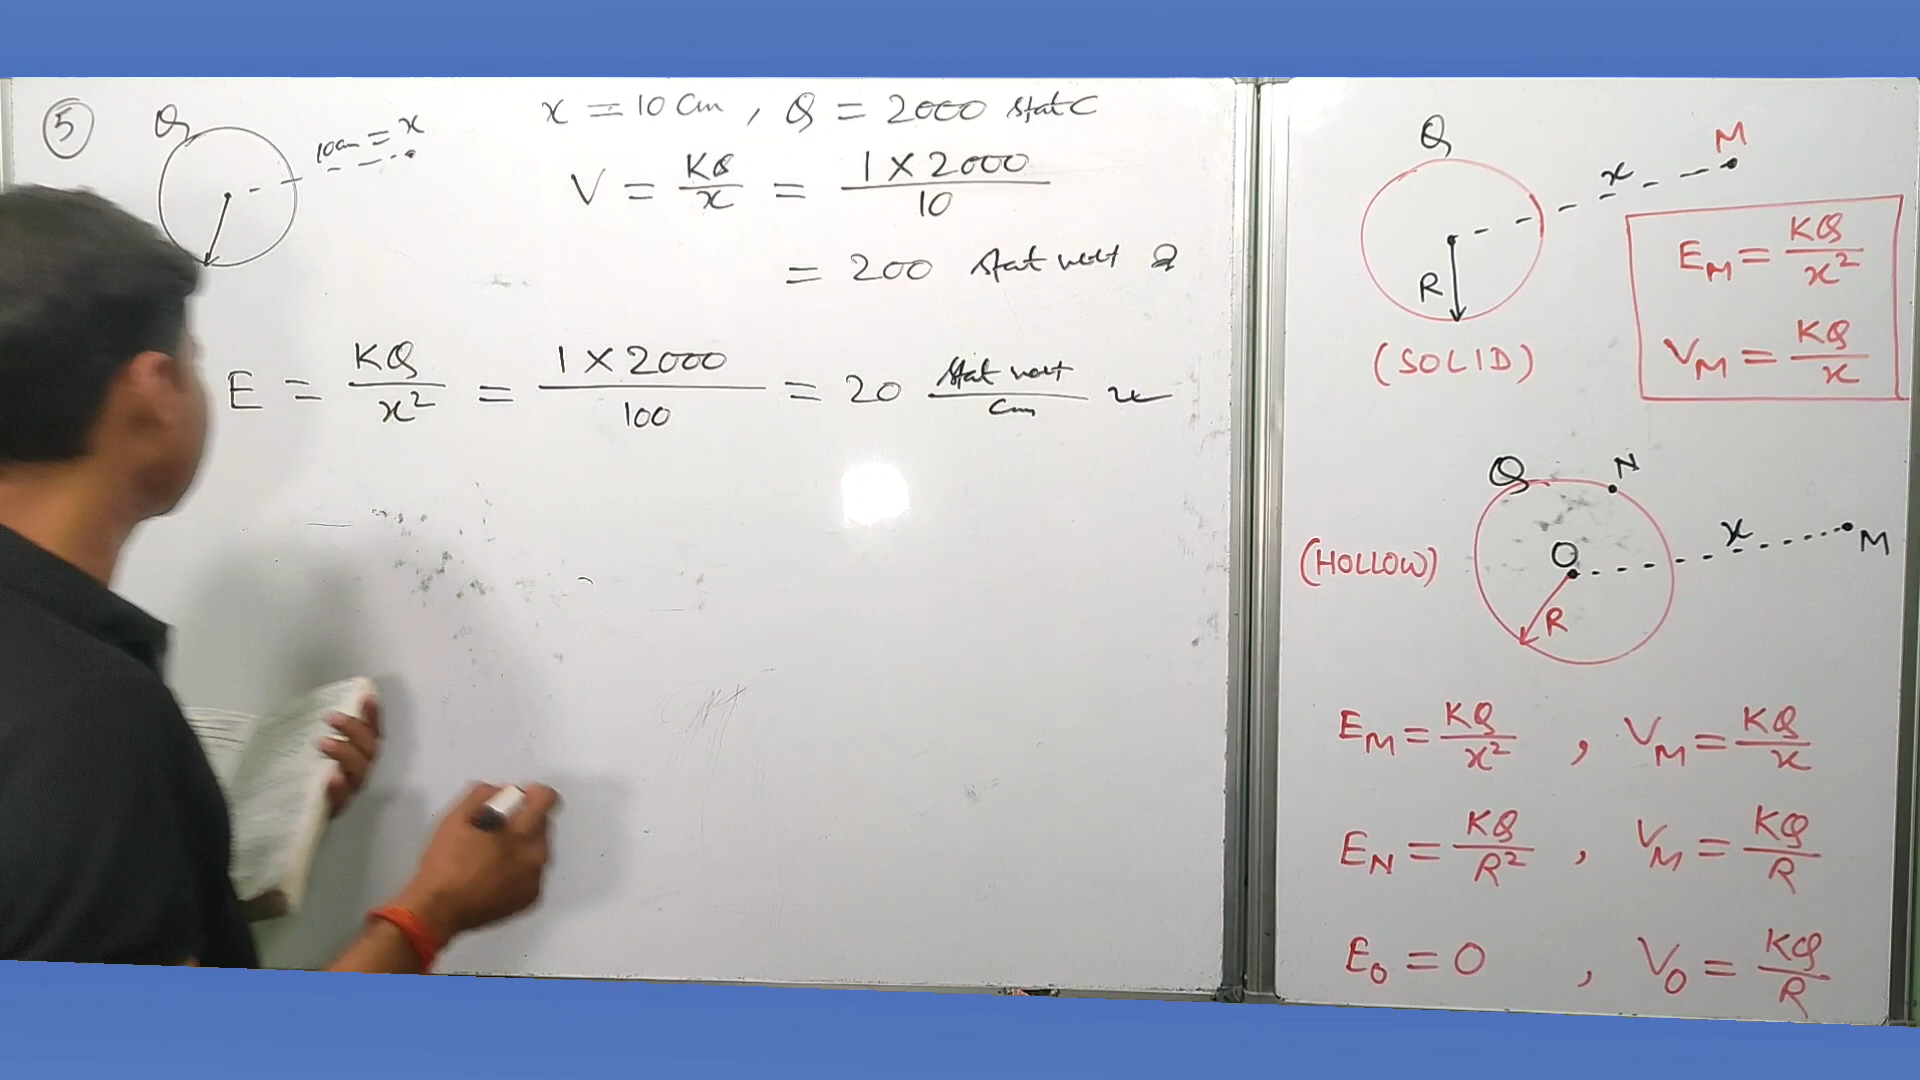 5
Q
10cm = x
x = 10 cm , Q = 2000 stat C
V = KQ/x = 1 × 2000/10
= 200 stat volt
E = KQ/x² = 1 × 2000/100 = 20 stat volt/cm
Q
x
M
R
(SOLID)
E_M = KQ/x²
V_M = KQ/x
Q
N
x
M
O
R
(HOLLOW)
E_M = KQ/x² , V_M = KQ/x
E_N = KQ/R² , V_M = KQ/R
E_O = 0 , V_O = KQ/R